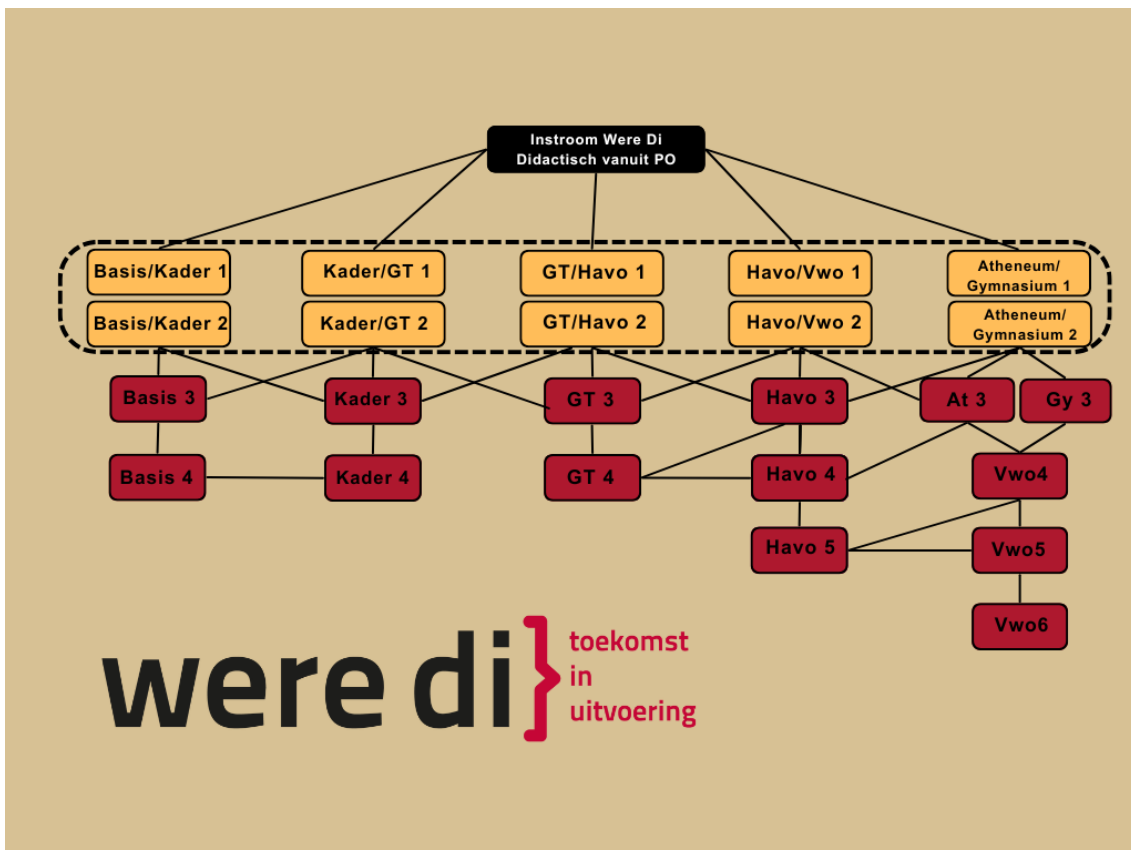 Instroom Were Di
Didactisch vanuit PO
Basis/Kader 1
Kader/GT 1
GT/Havo 1
Havo/Vwo 1
Atheneum/
Gymnasium 1
Basis/Kader 2
Kader/GT 2
GT/Havo 2
Havo/Vwo 2
Atheneum/
Gymnasium 2
Basis 3
Kader 3
GT 3
Havo 3
At 3
Gy 3
Basis 4
Kader 4
GT 4
Havo 4
Vwo4
Havo 5
Vwo5
Vwo6
were di}
toekomst
in
uitvoering